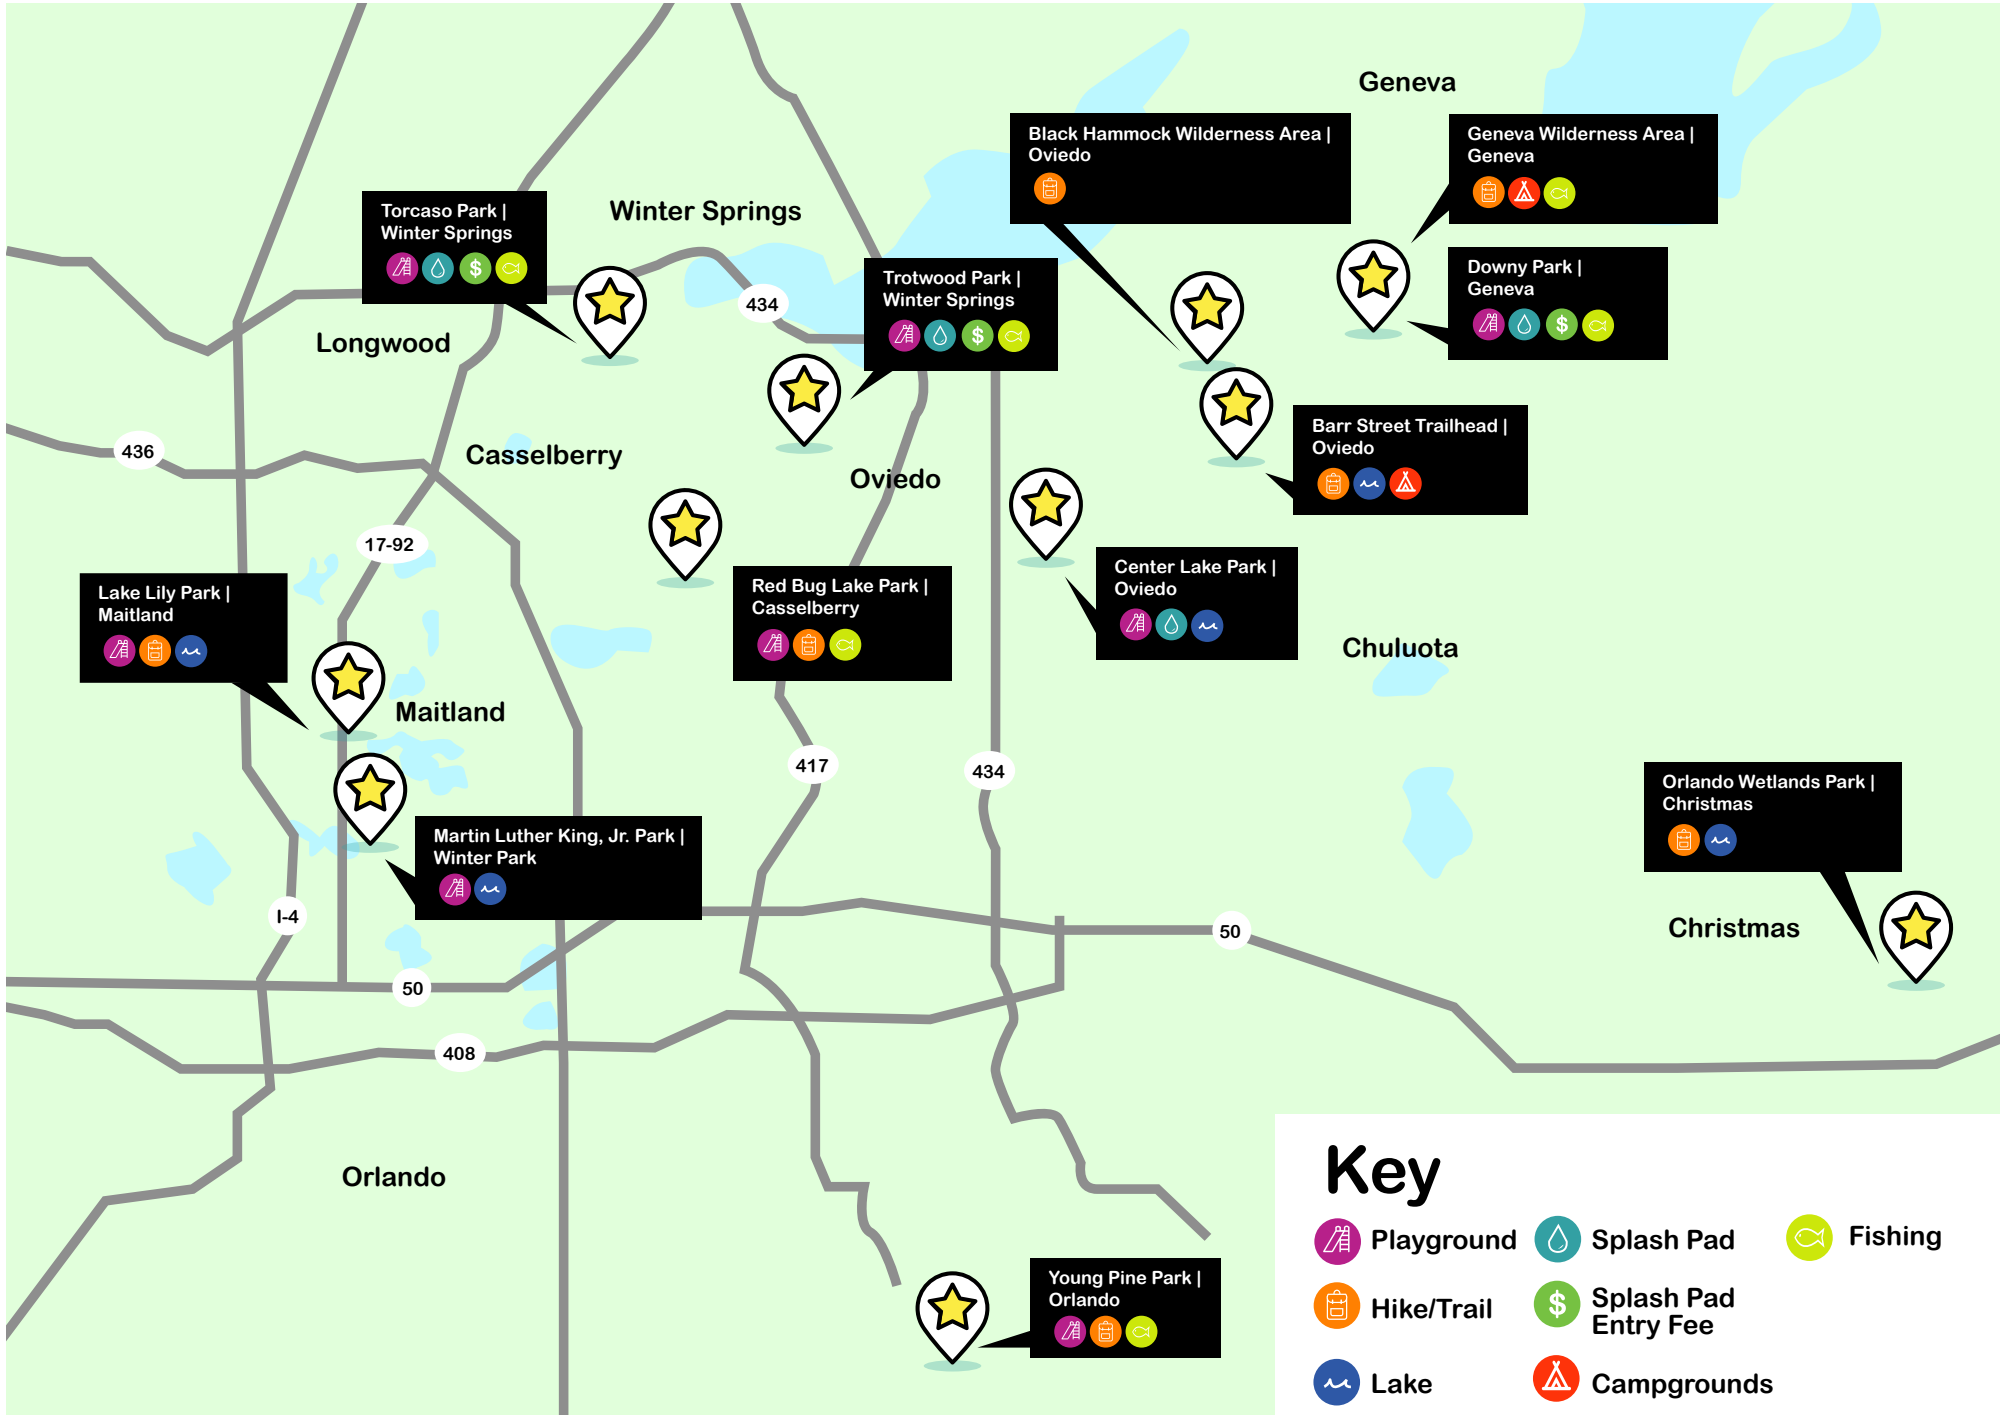 Geneva
Black Hammock Wilderness Area |
Oviedo
Geneva Wilderness Area |
Geneva
Torcaso Park |
Winter Springs
Winter Springs
Trotwood Park |
Winter Springs
$
$
Downy Park |
Geneva
$
434
Longwood
436
Casselberry
Oviedo
Barr Street Trailhead |
Oviedo
17-92
Lake Lily Park |
Maitland
Red Bug Lake Park |
Casselberry
Center Lake Park |
Oviedo
Chuluota
Maitland
417
434
Orlando Wetlands Park |
Christmas
Martin Luther King, Jr. Park |
Winter Park
I-4
50
Christmas
50
408
Orlando
Young Pine Park |
Orlando
Key
Playground
Splash Pad
Fishing
Hike/Trail
$
Splash Pad
Entry Fee
Lake
Campgrounds